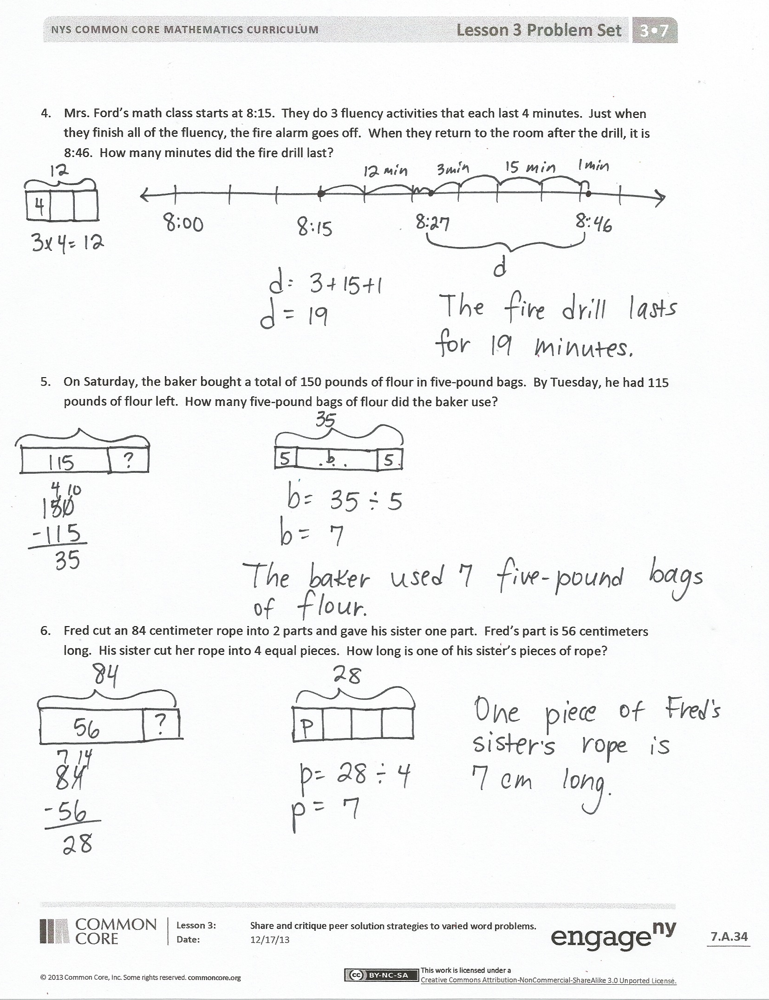 NYS COMMON CORE MATHEMATICS CURRICULUM Lesson 3 Problem Set 3•7
4. Mrs. Ford's math class starts at 8:15. They do 3 fluency activities that each last 4 minutes. Just when
they finish all of the fluency, the fire alarm goes off. When they return to the room after the drill, it is
8:46. How many minutes did the fire drill last?
12
12 min 3min 15 min 1min
4
8:00 8:15 8:27 8:46
3x4=12
d
d= 3+15+1
d= 19
The fire drill lasts
for 19 minutes.
5. On Saturday, the baker bought a total of 150 pounds of flour in five-pound bags. By Tuesday, he had 115
pounds of flour left. How many five-pound bags of flour did the baker use?
115 ?
4 10
150
-115
35
35
5 ..b.. 5
b= 35÷5
b= 7
The baker used 7 five-pound bags
of flour.
6. Fred cut an 84 centimeter rope into 2 parts and gave his sister one part. Fred's part is 56 centimeters
long. His sister cut her rope into 4 equal pieces. How long is one of his sister's pieces of rope?
84
56 ?
7 14
84
-56
28
28
P
p= 28÷4
p= 7
One piece of Fred's
sister's rope is
7 cm long.
COMMON
CORE
Lesson 3: Share and critique peer solution strategies to varied word problems.
Date: 12/17/13
engage ny
7.A.34
© 2013 Common Core, Inc. Some rights reserved. commoncore.org
cc BY-NC-SA
This work is licensed under a
Creative Commons Attribution-NonCommercial-ShareAlike 3.0 Unported License.